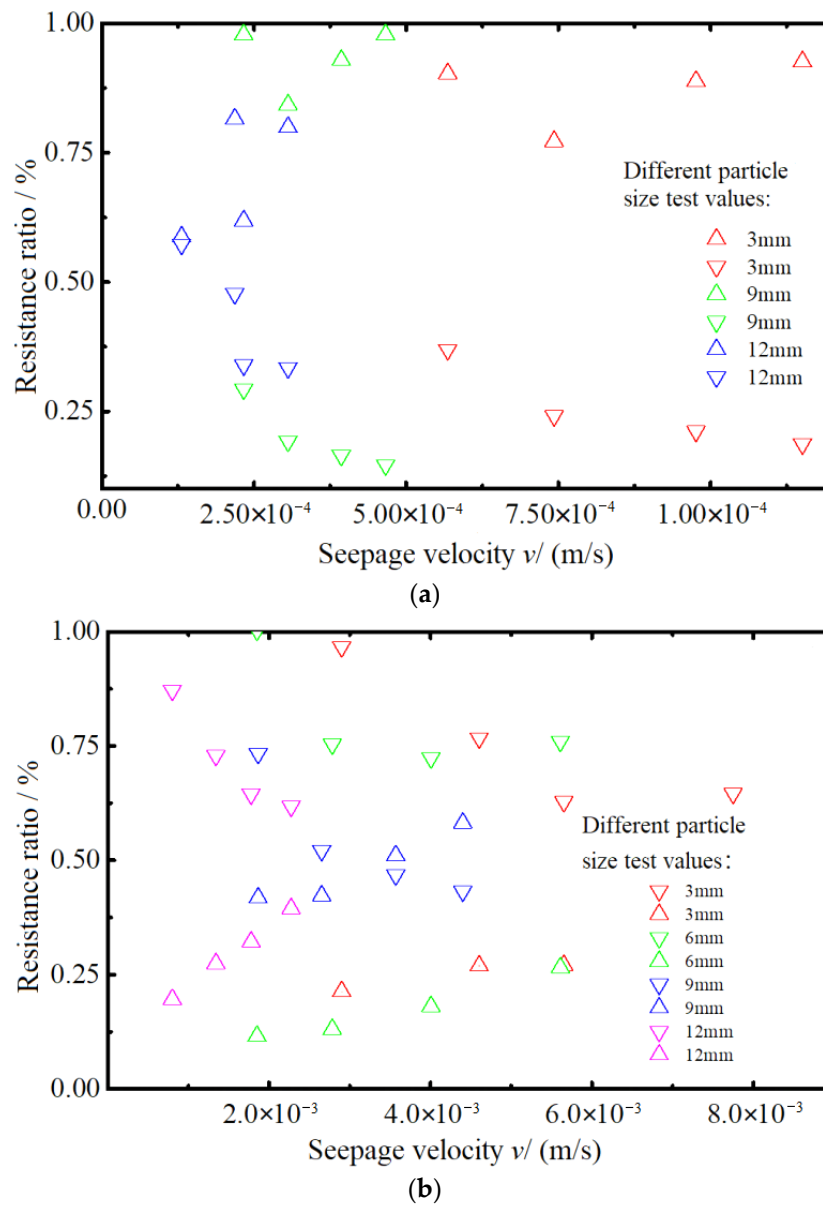 1.00
0.75
0.50
0.25
Resistance ratio / %
Different particle
size test values:
3mm
3mm
9mm
9mm
12mm
12mm
0.00
2.50×10⁻⁴
5.00×10⁻⁴
7.50×10⁻⁴
1.00×10⁻⁴
Seepage velocity v/ (m/s)
(a)
1.00
0.75
0.50
0.25
0.00
Resistance ratio / %
Different particle
size test values:
3mm
3mm
6mm
6mm
9mm
9mm
12mm
12mm
2.0×10⁻³
4.0×10⁻³
6.0×10⁻³
8.0×10⁻³
Seepage velocity v/ (m/s)
(b)